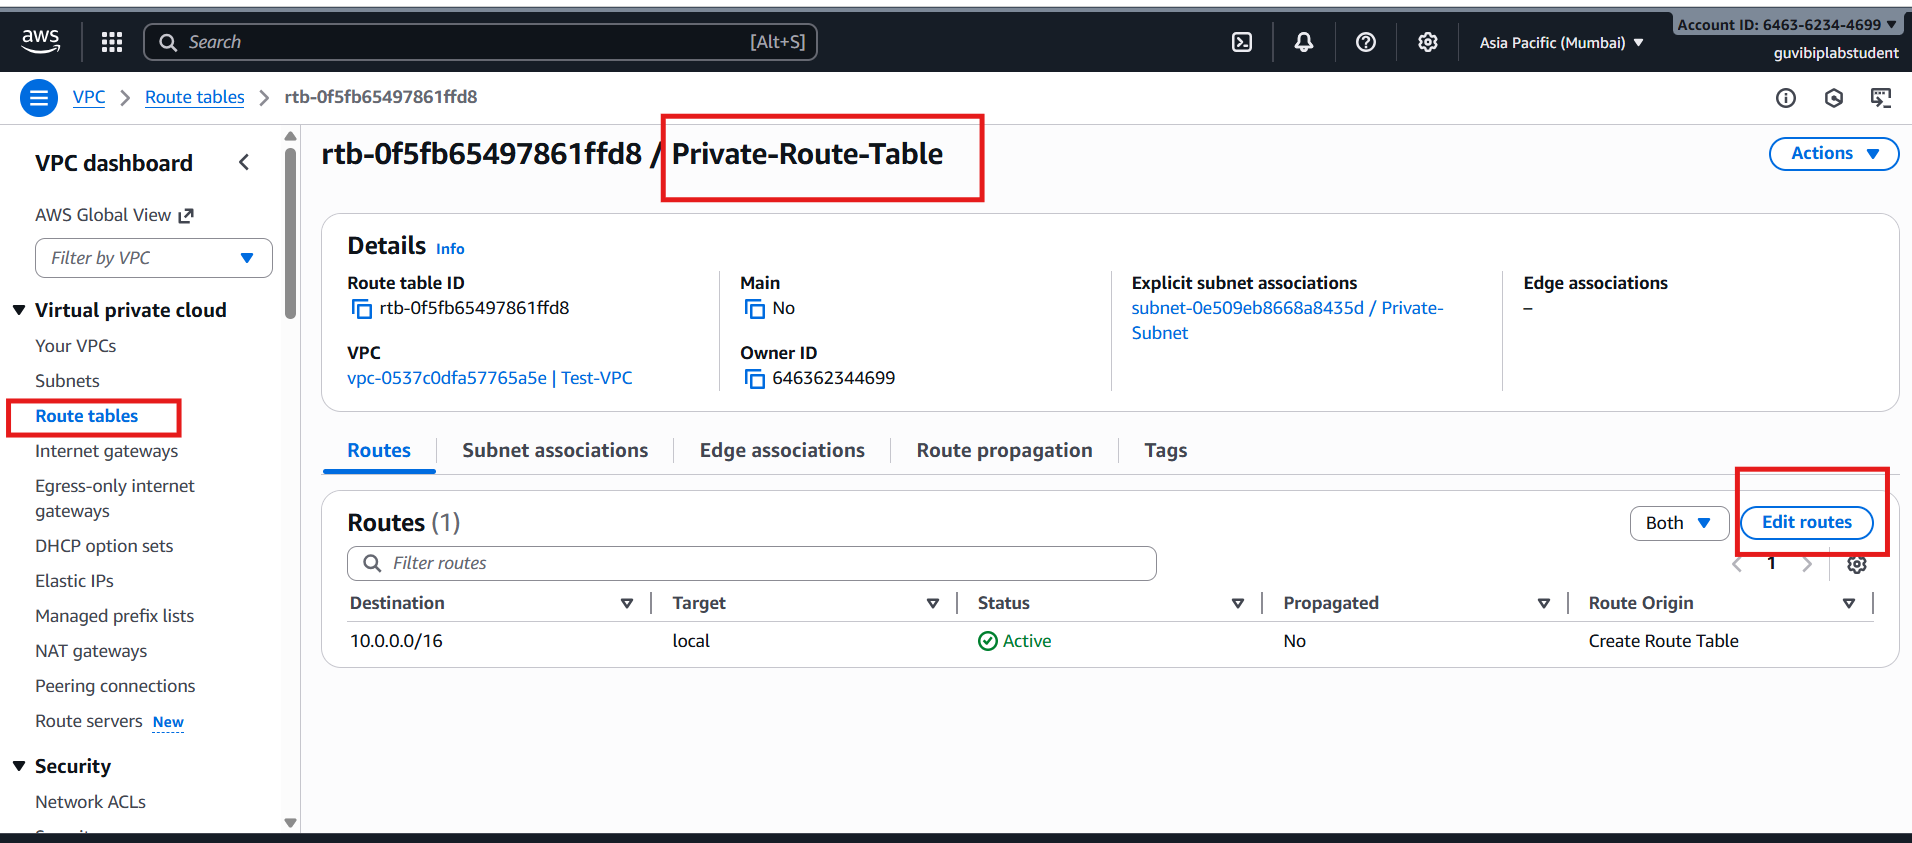 aws
Search [Alt+S]
Asia Pacific (Mumbai)
Account ID: 6463-6234-4699
guvibiplabstudent
VPC Route tables rtb-0f5fb65497861ffd8
VPC dashboard
AWS Global View
Filter by VPC
Virtual private cloud
Your VPCs
Subnets
Route tables
Internet gateways
Egress-only internet
gateways
DHCP option sets
Elastic IPs
Managed prefix lists
NAT gateways
Peering connections
Route servers New
Security
Network ACLs
rtb-0f5fb65497861ffd8 / Private-Route-Table
Actions
Details Info
Route table ID
rtb-0f5fb65497861ffd8
Main
No
Explicit subnet associations
subnet-0e509eb8668a8435d / Private-
Subnet
Edge associations
–
VPC
vpc-0537c0dfa57765a5e | Test-VPC
Owner ID
646362344699
Routes Subnet associations Edge associations Route propagation Tags
Routes (1)
Both
Edit routes
Filter routes
1
Destination Target Status Propagated Route Origin
10.0.0.0/16 local Active No Create Route Table